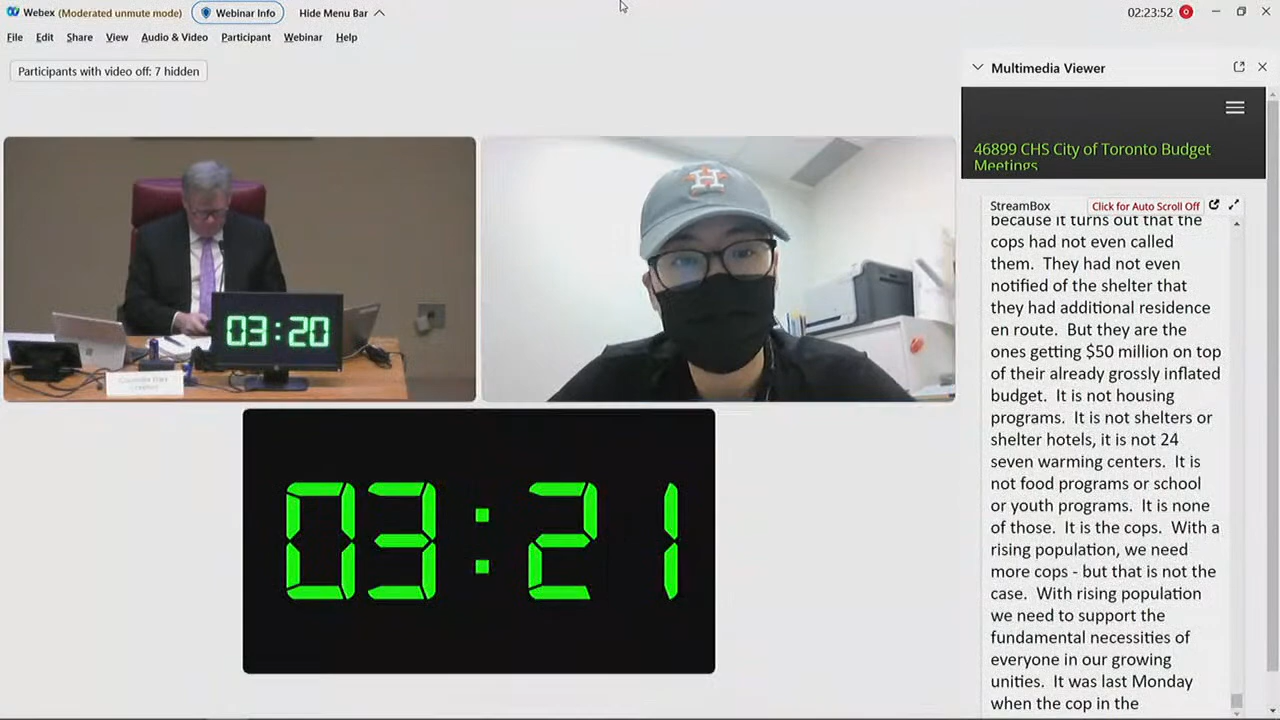 Webex (Moderated unmute mode)
Webinar Info
Hide Menu Bar
02:23:52
File Edit Share View Audio & Video Participant Webinar Help
Participants with video off: 7 hidden
Multimedia Viewer
46899 CHS City of Toronto Budget
Meetings
StreamBox
Click for Auto Scroll Off
because it turns out that the
cops had not even called
them. They had not even
notified of the shelter that
they had additional residence
en route. But they are the
ones getting $50 million on top
of their already grossly inflated
budget. It is not housing
programs. It is not shelters or
shelter hotels, it is not 24
seven warming centers. It is
not food programs or school
or youth programs. It is none
of those. It is the cops. With a
rising population, we need
more cops - but that is not the
case. With rising population
we need to support the
fundamental necessities of
everyone in our growing
unities. It was last Monday
when the cop in the
03:20
H
03:21